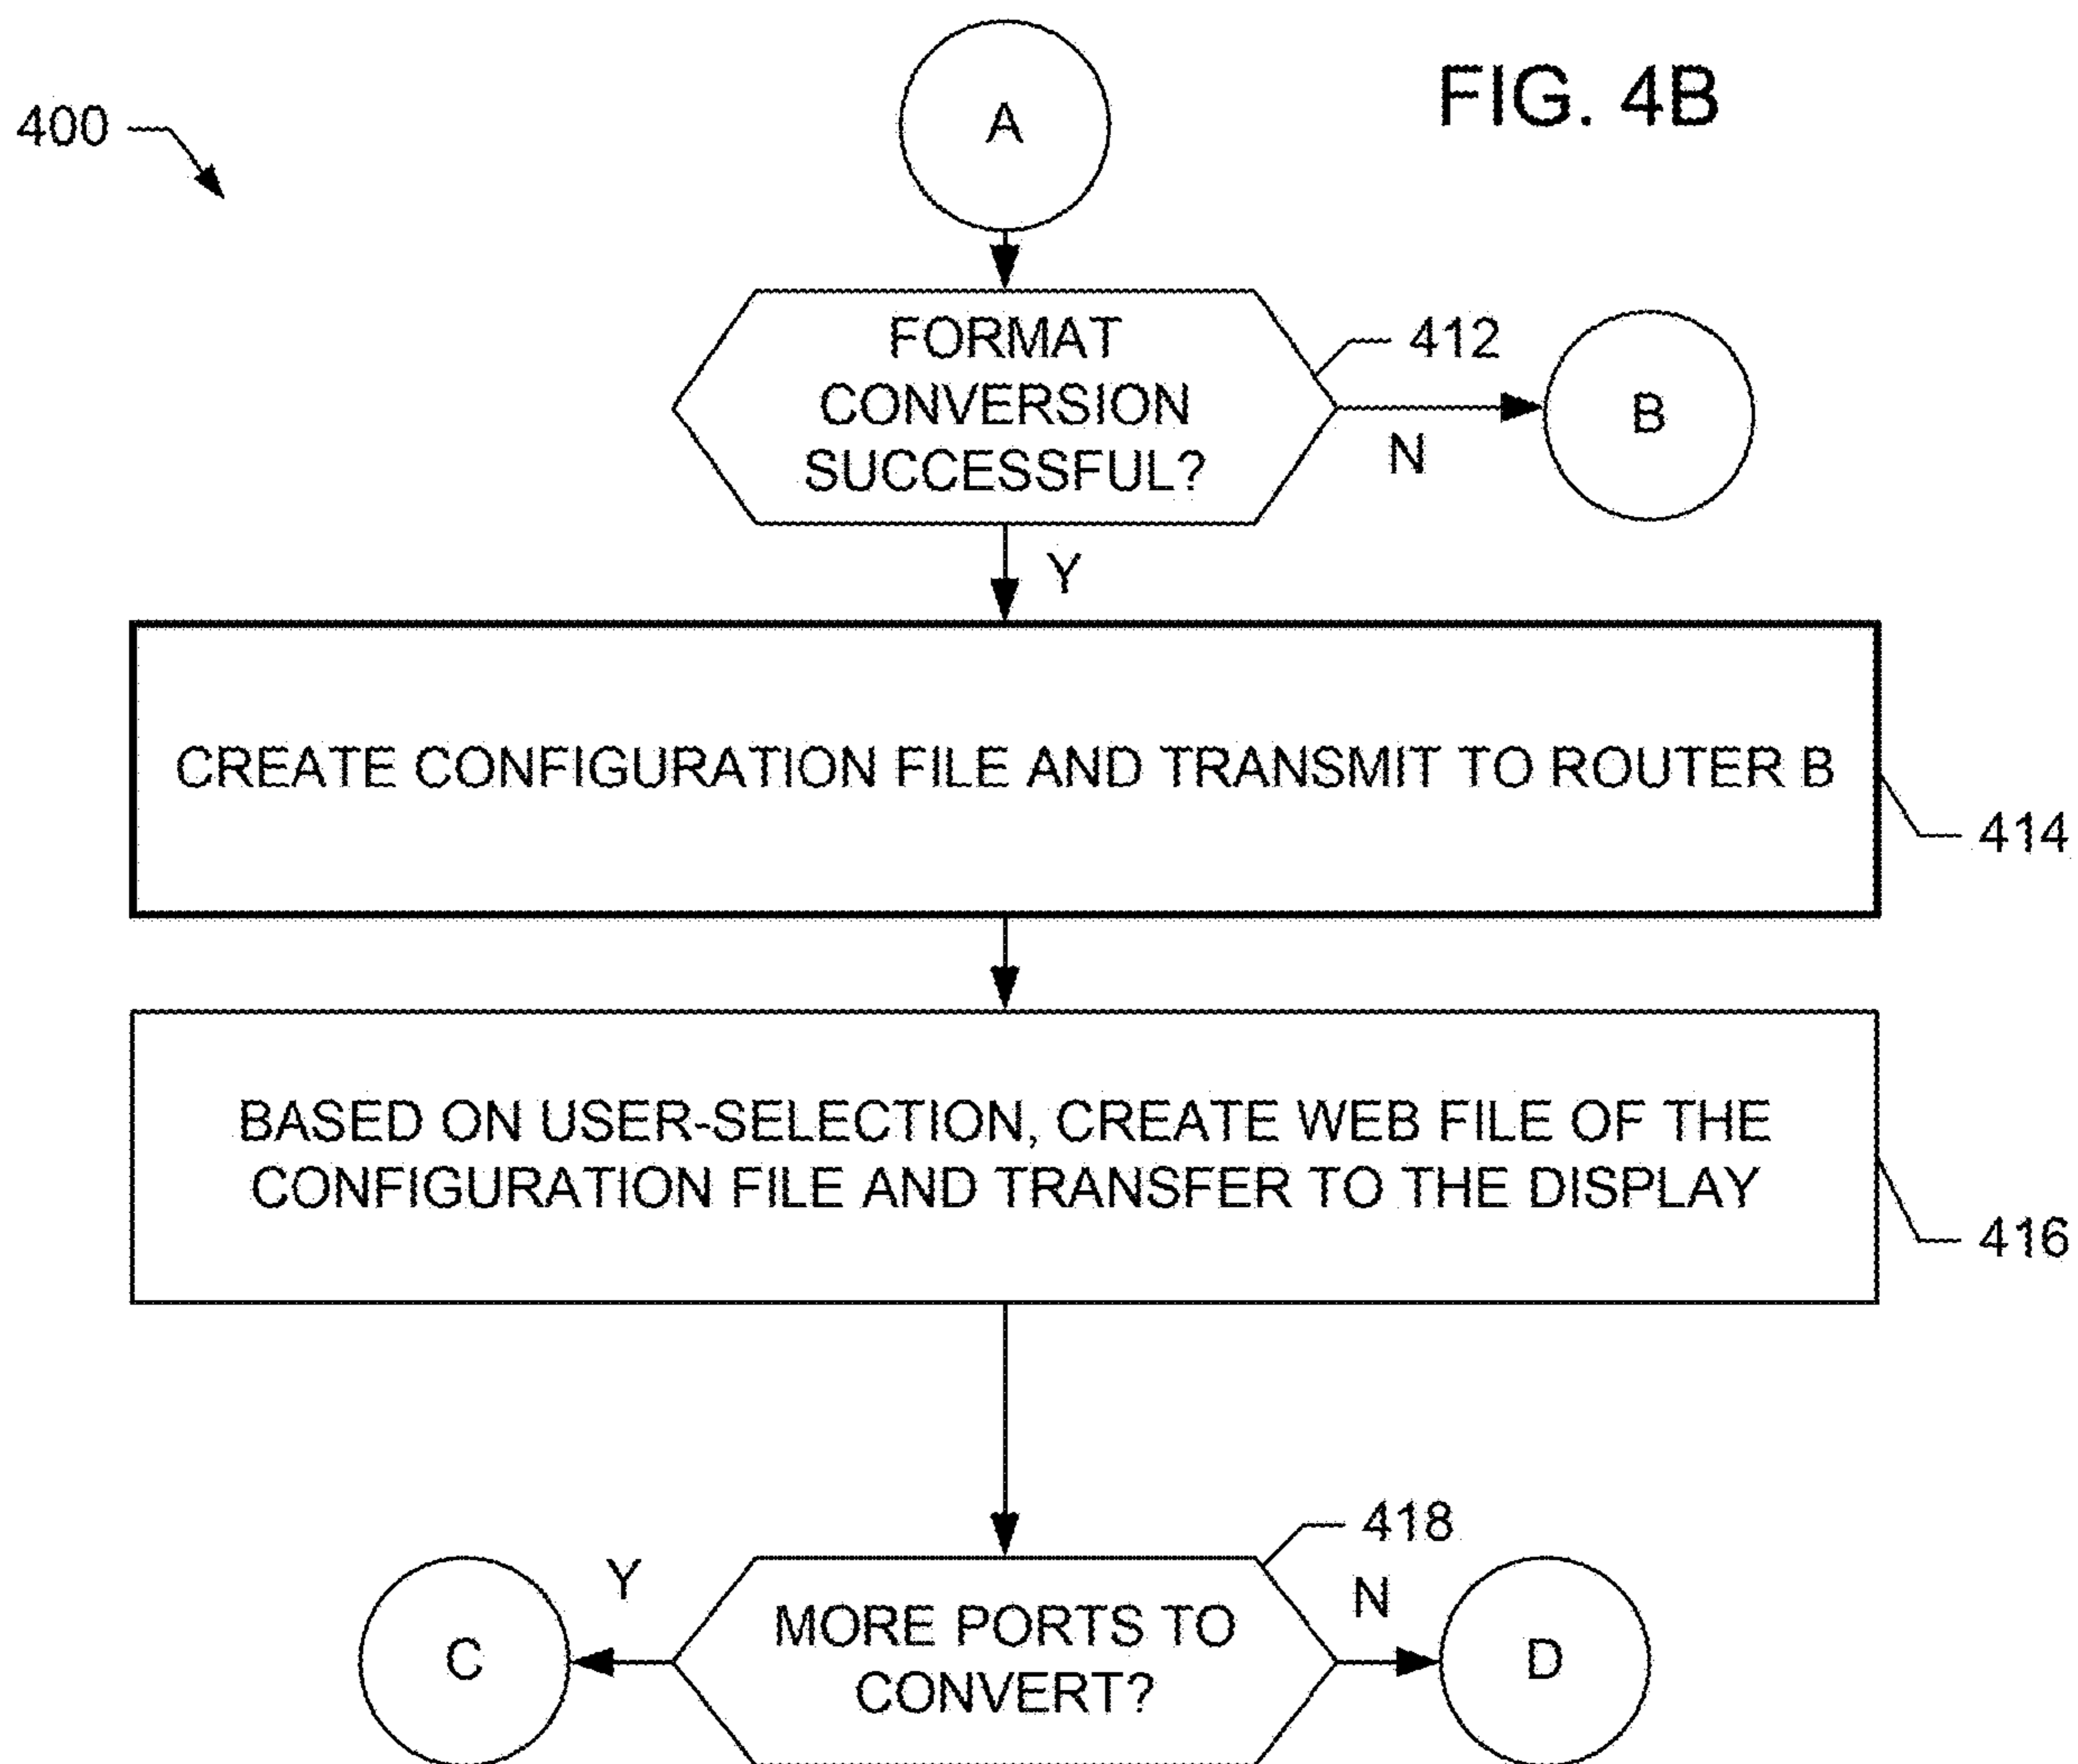 FIG. 4B
400
A
FORMAT
CONVERSION
SUCCESSFUL?
412
B
N
Y
CREATE CONFIGURATION FILE AND TRANSMIT TO ROUTER B
414
BASED ON USER-SELECTION, CREATE WEB FILE OF THE
CONFIGURATION FILE AND TRANSFER TO THE DISPLAY
416
418
Y
N
C
MORE PORTS TO
CONVERT?
D